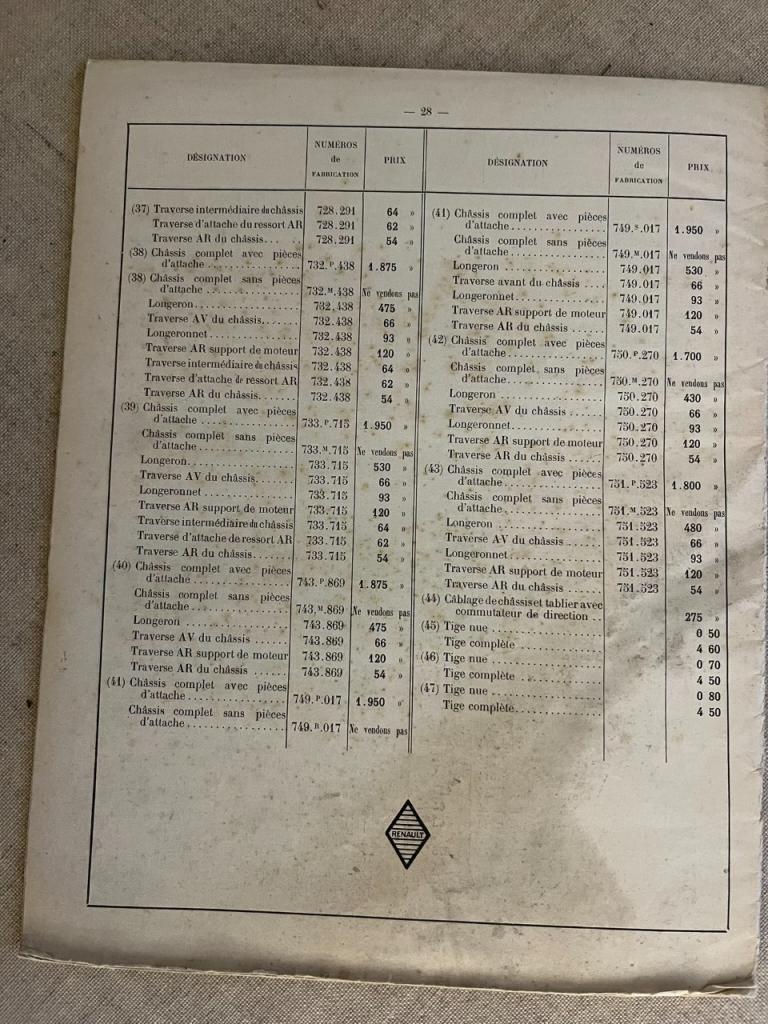 — 28 —
DÉSIGNATION NUMÉROS de FABRICATION PRIX
(37) Traverse intermédiaire du châssis 728.291 64 »
Traverse d'attache du ressort AR 728.291 62 »
Traverse AR du châssis... .. 728.291 54 »
(38) Châssis complet avec pièces
d'attache .................. 732.P.438 1.875 »
(38) Châssis complet sans pièces
d'attache .................. 732.M.438 Ne vendons pas
Longeron.................. 732.438 475 »
Traverse AV du châssis....... 732.438 66 »
Longeronnet................ 732.438 93 »
Traverse AR support de moteur 732.438 120 »
Traverse intermédiaire du châssis 732.438 64 »
Traverse d'attache de ressort AR 732.438 62 »
Traverse AR du châssis....... 732.438 54 »
(39) Châssis complet avec pièces
d'attache .................. 733.P.715 1.950 »
Châssis complet sans pièces
d'attache.................. 733.M.715 Ne vendons pas
Longeron.................. 733.715 530 »
Traverse AV du châssis....... 733.715 66 »
Longeronnet ................ 733.715 93 »
Traverse AR support de moteur 733.715 120 »
Traverse intermédiaire du châssis 733.715 64 »
Traverse d'attache de ressort AR 733.715 62 »
Traverse AR du châssis....... 733.715 54 »
(40) Châssis complet avec pièces
d'attache .................. 743.P.869 1.875 »
Châssis complet sans pièces
d'attache.................. 743.M.869 Ne vendons pas
Longeron .................. 743.869 475 »
Traverse AV du châssis ...... 743.869 66 »
Traverse AR support de moteur 743.869 120 »
Traverse AR du châssis ...... 743.869 54 »
(41) Châssis complet avec pièces
d'attache.................. 749.P.017 1.950 »
Châssis complet sans pièces
d'attache .................. 749.R.017 Ne vendons pas
DÉSIGNATION NUMÉROS de FABRICATION PRIX
(41) Châssis complet avec pièces
d'attache.................. 749.S.017 1.950 »
Châssis complet sans pièces
d'attache .................. 749.M.017 Ne vendons pas
Longeron .................. 749.017 530 »
Traverse avant du châssis .... 749.017 66 »
Longeronnet................ 749.017 93 »
Traverse AR support de moteur 749.017 120 »
Traverse AR du châssis ...... 749.017 54 »
(42) Châssis complet avec pièces
d'attache.................. 750.P.270 1.700 »
Châssis complet sans pièces
d'attache.................. 750.M.270 Ne vendons pas
Longeron .................. 750.270 430 »
Traverse AV du châssis ...... 750.270 66 »
Longeronnet................ 750.270 93 »
Traverse AR support de moteur 750.270 120 »
Traverse AR du châssis ...... 750.270 54 »
(43) Châssis complet avec pièces
d'attache.................. 751.P.523 1.800 »
Châssis complet sans pièces
d'attache.................. 751.M.523 Ne vendons pas
Longeron .................. 751.523 480 »
Traverse AV du châssis ...... 751.523 66 »
Longeronnet................ 751.523 93 »
Traverse AR support de moteur 751.523 120 »
Traverse AR du châssis ...... 751.523 54 »
(44) Câblage de châssis et tablier avec
commutateur de direction .. 275 »
(45) Tige nue .................. 0 50
Tige complète................ 4 60
(46) Tige nue .................. 0 70
Tige complète ................ 4 50
(47) Tige nue .................. 0 80
Tige complète................ 4 50
RENAULT